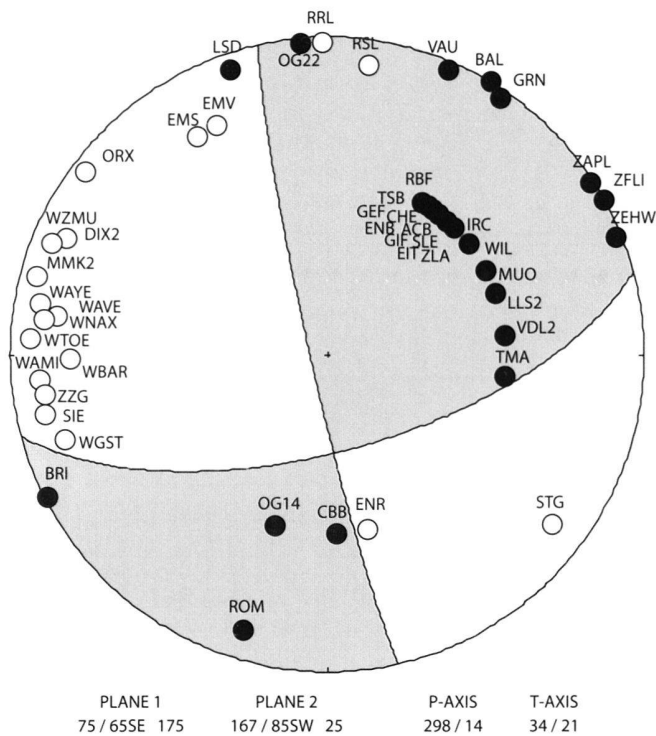 RRL
LSD
OG22
RSL
VAU
BAL
GRN
EMV
EMS
ORX
ZAPL
ZFLI
ZEHW
RBF
TSB
GEF CHE
ENB ACB IRC
GIF SLE
EIT ZLA
WIL
MUO
LLS2
VDL2
TMA
WZMU
DIX2
MMK2
WAYE
WAVE
WNAX
WTOE
WAMI
WBAR
ZZG
SIE
WGST
BRI
OG14
CBB
ENR
STG
ROM
PLANE 1 PLANE 2 P-AXIS T-AXIS
75 / 65SE 175 167 / 85SW 25 298 / 14 34 / 21